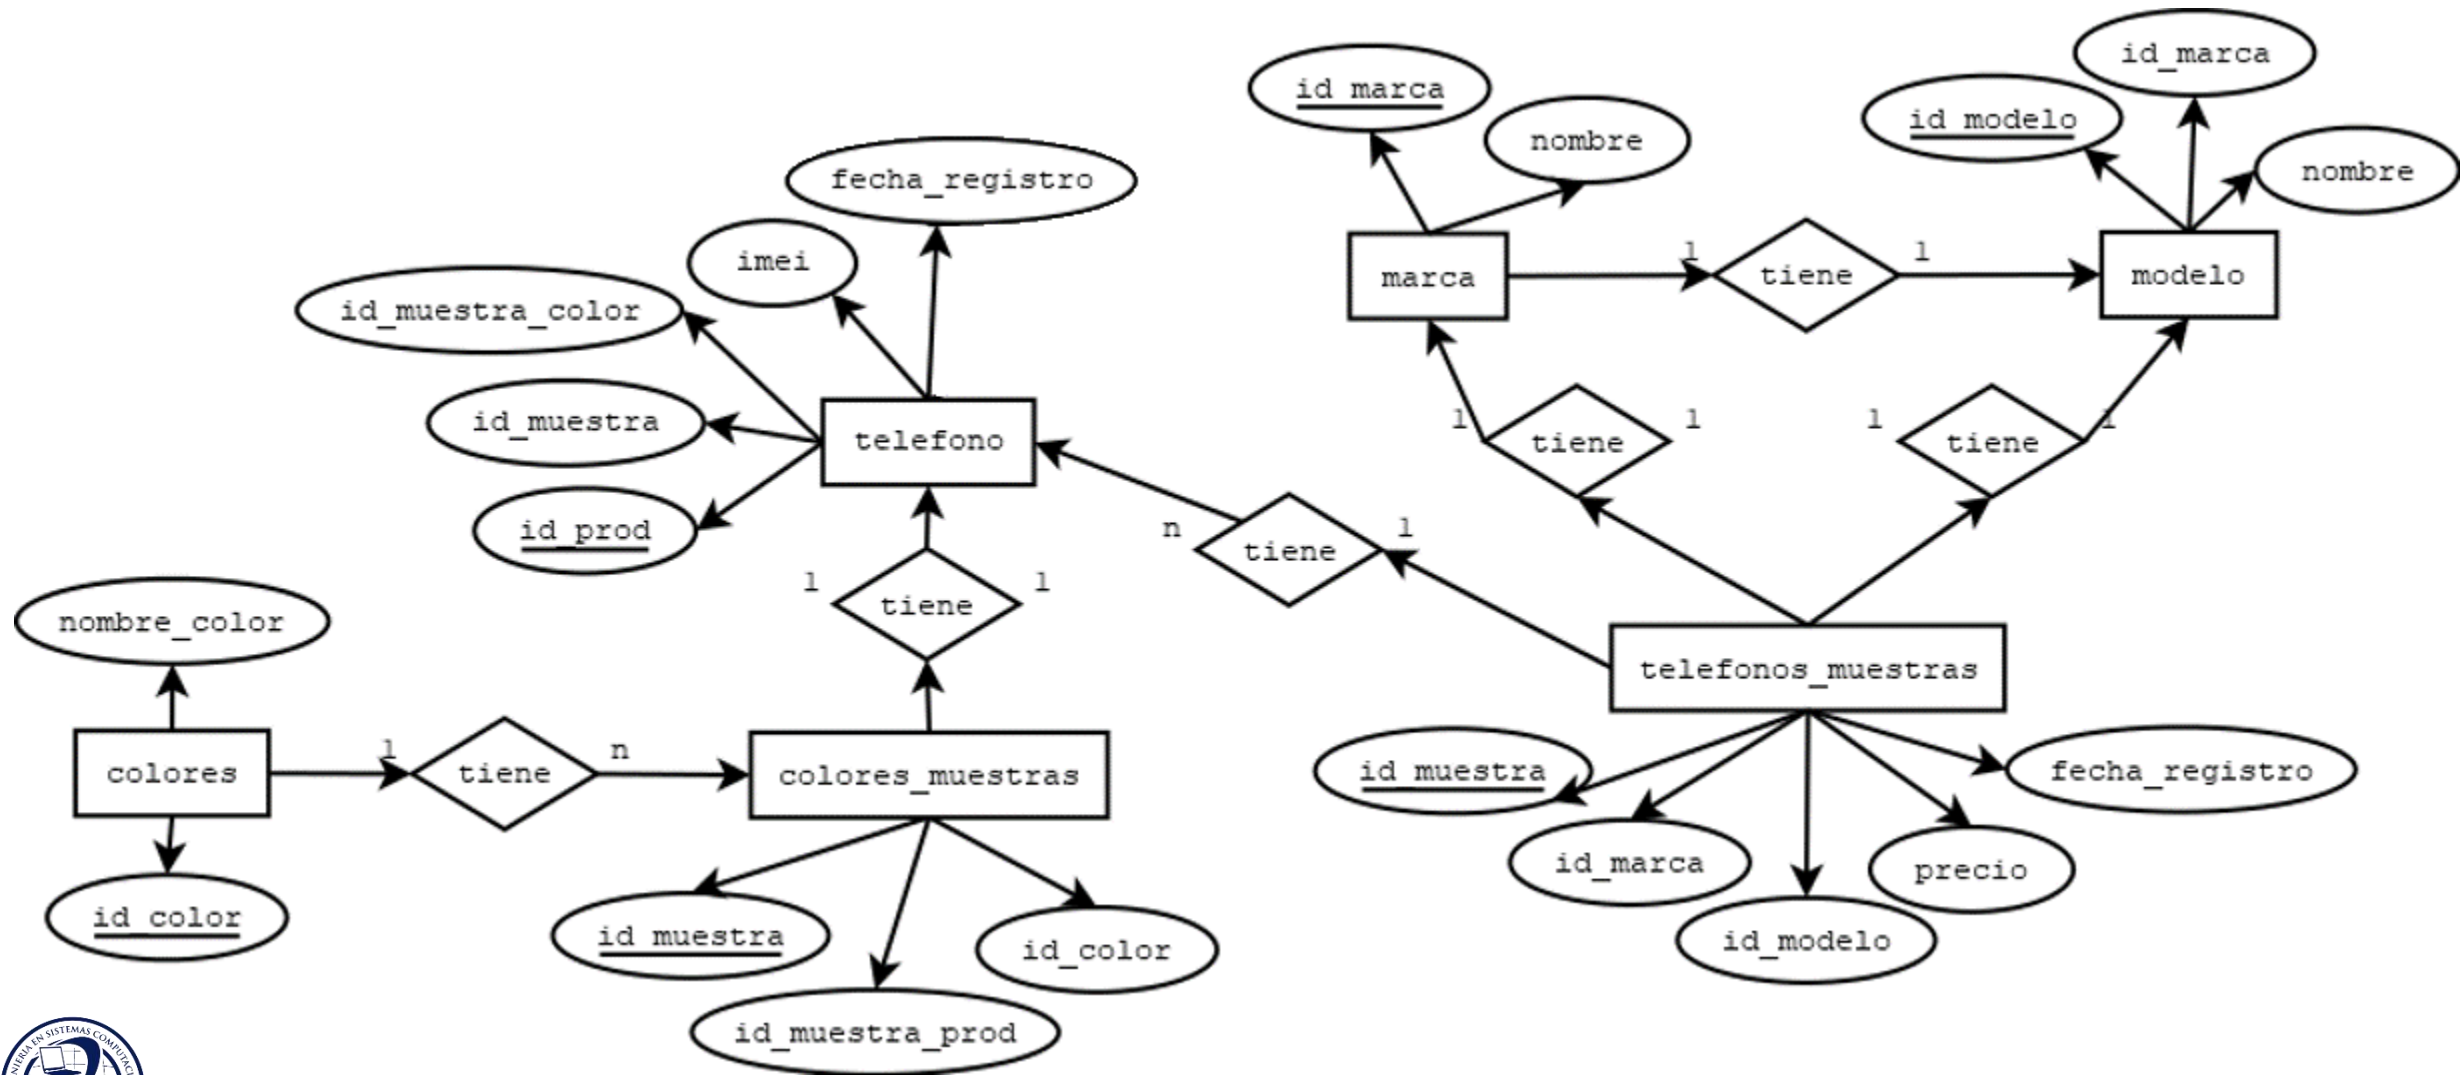 id_marca
id_marca
nombre
id_modelo
nombre
fecha_registro
imei
id_muestra_color
marca
1
tiene
1
modelo
id_muestra
telefono
1
tiene
1
1
tiene
1
id_prod
n
tiene
1
nombre_color
1
tiene
1
telefonos_muestras
colores
1
tiene
n
colores_muestras
id_muestra
fecha_registro
id_marca
precio
id_color
id_muestra
id_color
id_modelo
id_muestra_prod